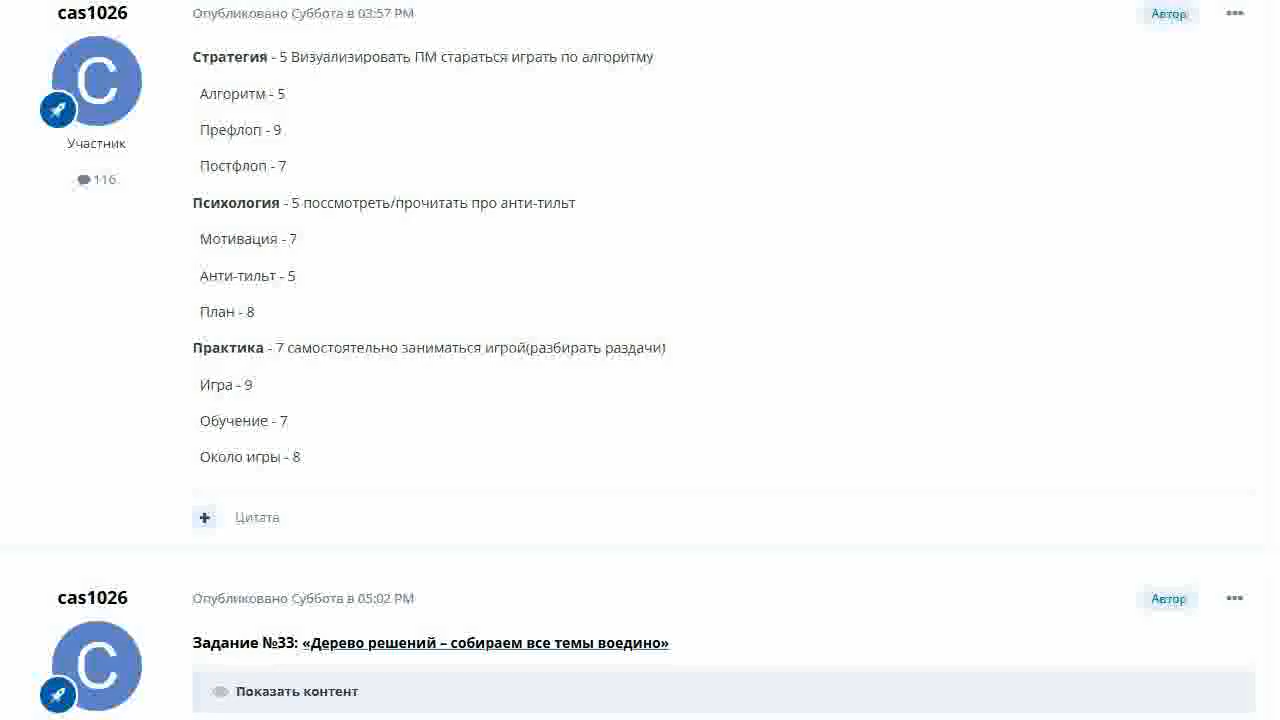 cas1026
Опубликовано Суббота в 03:57 PM
Автор
Стратегия - 5 Визуализировать ПМ стараться играть по алгоритму
Алгоритм - 5
Префлоп - 9
Участник
Постфлоп - 7
116
Психология - 5 поссмотреть/прочитать про анти-тильт
Мотивация - 7
Анти-тильт - 5
План - 8
Практика - 7 самостоятельно заниматься игрой(разбирать раздачи)
Игра - 9
Обучение - 7
Около игры - 8
+ Цитата
cas1026
Опубликовано Суббота в 05:02 PM
Автор
Задание №33: «Дерево решений – собираем все темы воедино»
Показать контент